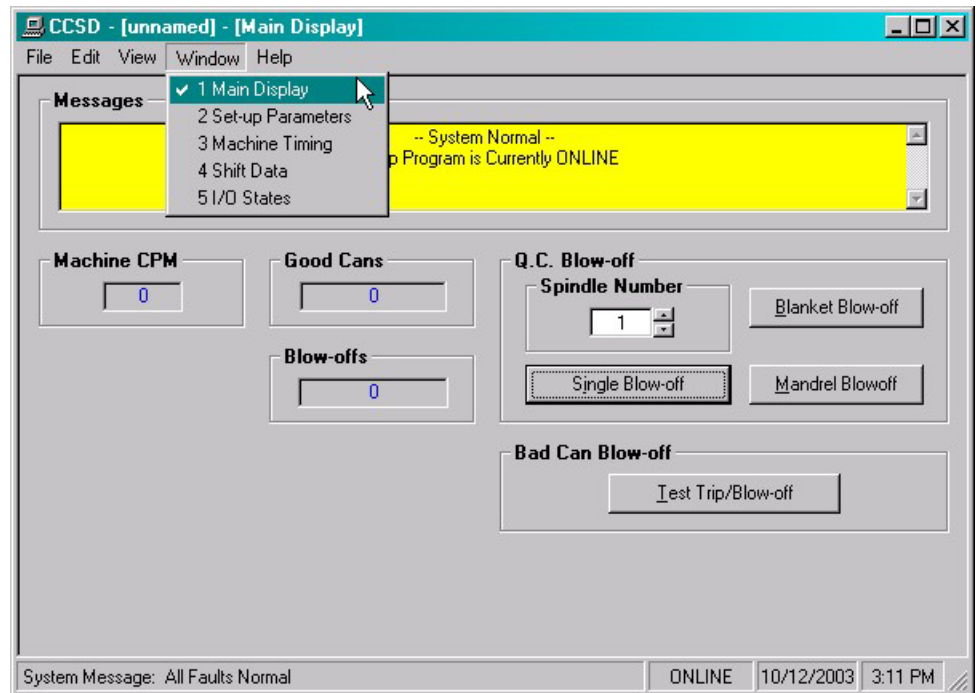 CCSD - [unnamed] - [Main Display]
File Edit View Window Help
1 Main Display
2 Set-up Parameters
3 Machine Timing
4 Shift Data
5 I/O States
Messages
-- System Normal --
p Program is Currently ONLINE
Machine CPM
0
Good Cans
0
Blow-offs
0
Q.C. Blow-off
Spindle Number
1
Blanket Blow-off
Single Blow-off
Mandrel Blowoff
Bad Can Blow-off
Test Trip/Blow-off
System Message: All Faults Normal ONLINE 10/12/2003 3:11 PM